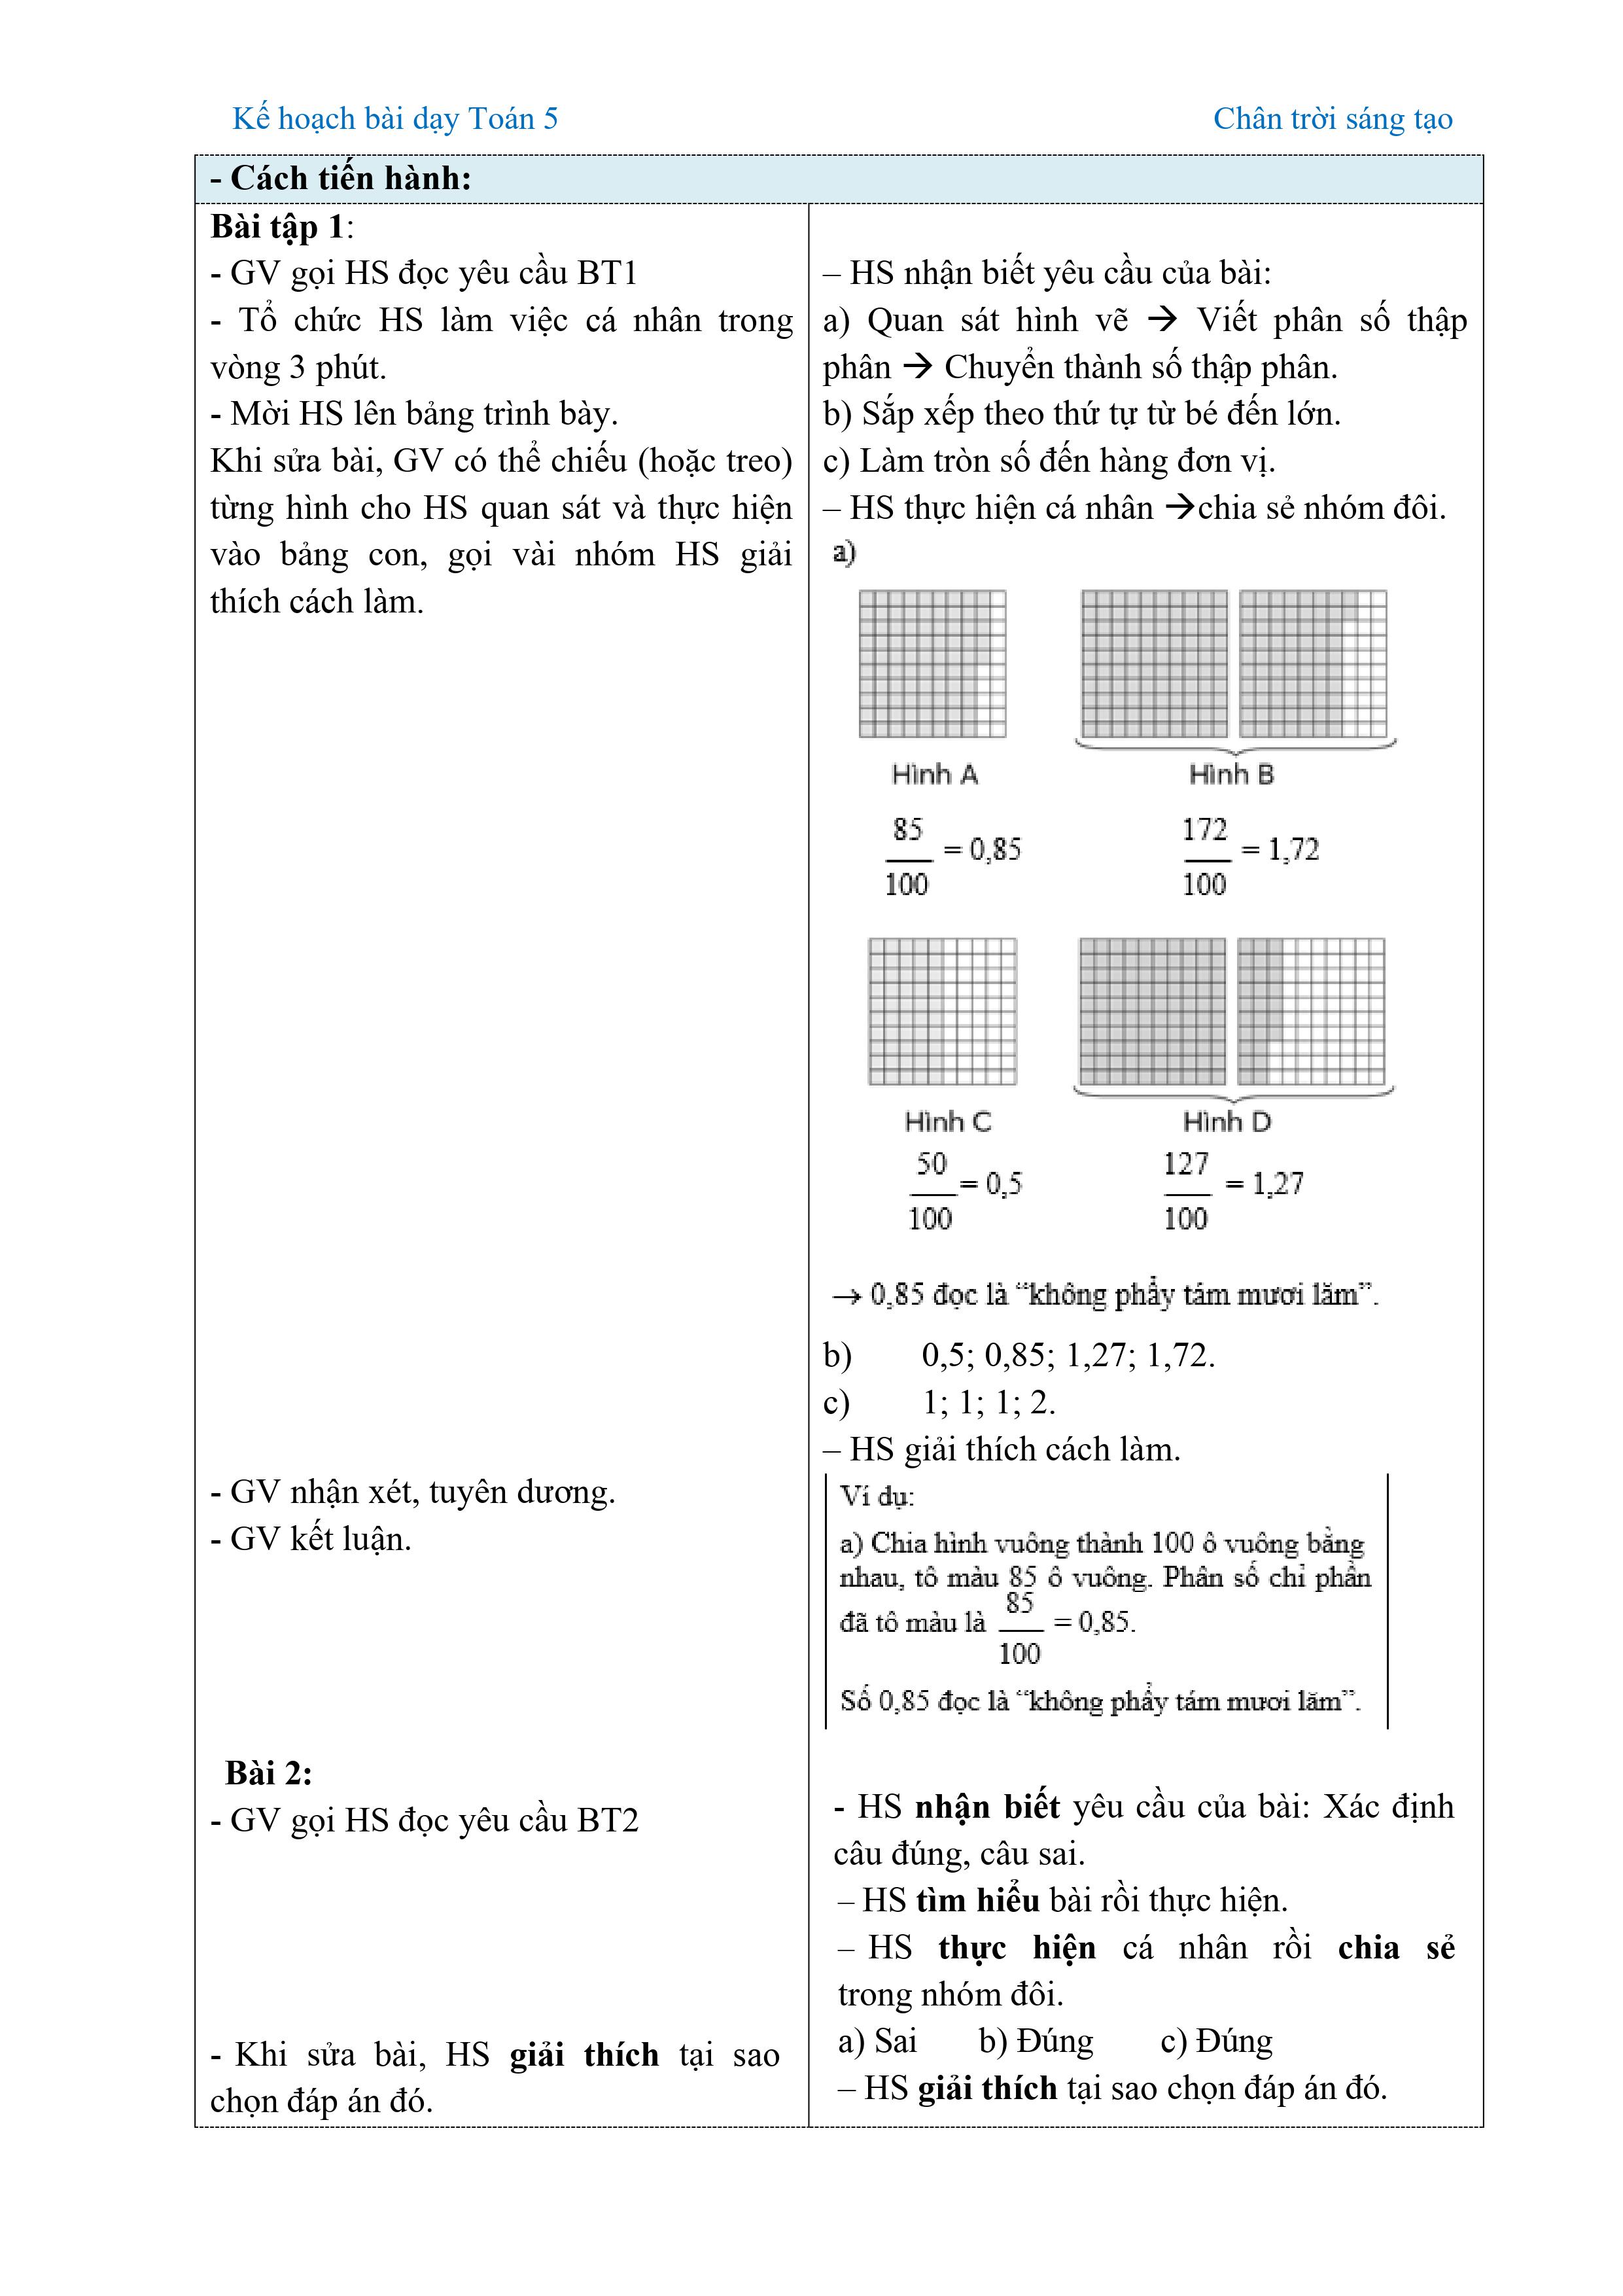 Kế hoạch bài dạy Toán 5 Chân trời sáng tạo
- Cách tiến hành:
Bài tập 1:
- GV gọi HS đọc yêu cầu BT1
- Tổ chức HS làm việc cá nhân trong
vòng 3 phút.
- Mời HS lên bảng trình bày.
Khi sửa bài, GV có thể chiếu (hoặc treo)
từng hình cho HS quan sát và thực hiện
vào bảng con, gọi vài nhóm HS giải
thích cách làm.
- GV nhận xét, tuyên dương.
- GV kết luận.
Bài 2:
- GV gọi HS đọc yêu cầu BT2
- Khi sửa bài, HS giải thích tại sao
chọn đáp án đó.
– HS nhận biết yêu cầu của bài:
a) Quan sát hình vẽ → Viết phân số thập
phân → Chuyển thành số thập phân.
b) Sắp xếp theo thứ tự từ bé đến lớn.
c) Làm tròn số đến hàng đơn vị.
– HS thực hiện cá nhân →chia sẻ nhóm đôi.
a)
Hình A Hình B
85/100 = 0,85 172/100 = 1,72
Hình C Hình D
50/100 = 0,5 127/100 = 1,27
→ 0,85 đọc là “không phẩy tám mươi lăm”.
b) 0,5; 0,85; 1,27; 1,72.
c) 1; 1; 1; 2.
– HS giải thích cách làm.
Ví dụ:
a) Chia hình vuông thành 100 ô vuông bằng
nhau, tô màu 85 ô vuông. Phân số chỉ phần
đã tô màu là 85/100 = 0,85.
Số 0,85 đọc là “không phẩy tám mươi lăm”.
- HS nhận biết yêu cầu của bài: Xác định
câu đúng, câu sai.
– HS tìm hiểu bài rồi thực hiện.
– HS thực hiện cá nhân rồi chia sẻ
trong nhóm đôi.
a) Sai b) Đúng c) Đúng
– HS giải thích tại sao chọn đáp án đó.